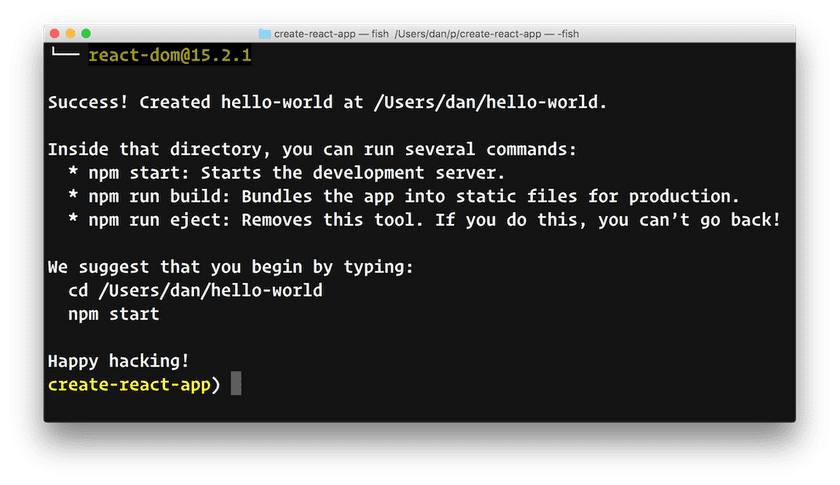 create-react-app — fish /Users/dan/p/create-react-app — -fish
└── react-dom@15.2.1
Success! Created hello-world at /Users/dan/hello-world.
Inside that directory, you can run several commands:
* npm start: Starts the development server.
* npm run build: Bundles the app into static files for production.
* npm run eject: Removes this tool. If you do this, you can’t go back!
We suggest that you begin by typing:
cd /Users/dan/hello-world
npm start
Happy hacking!
create-react-app)